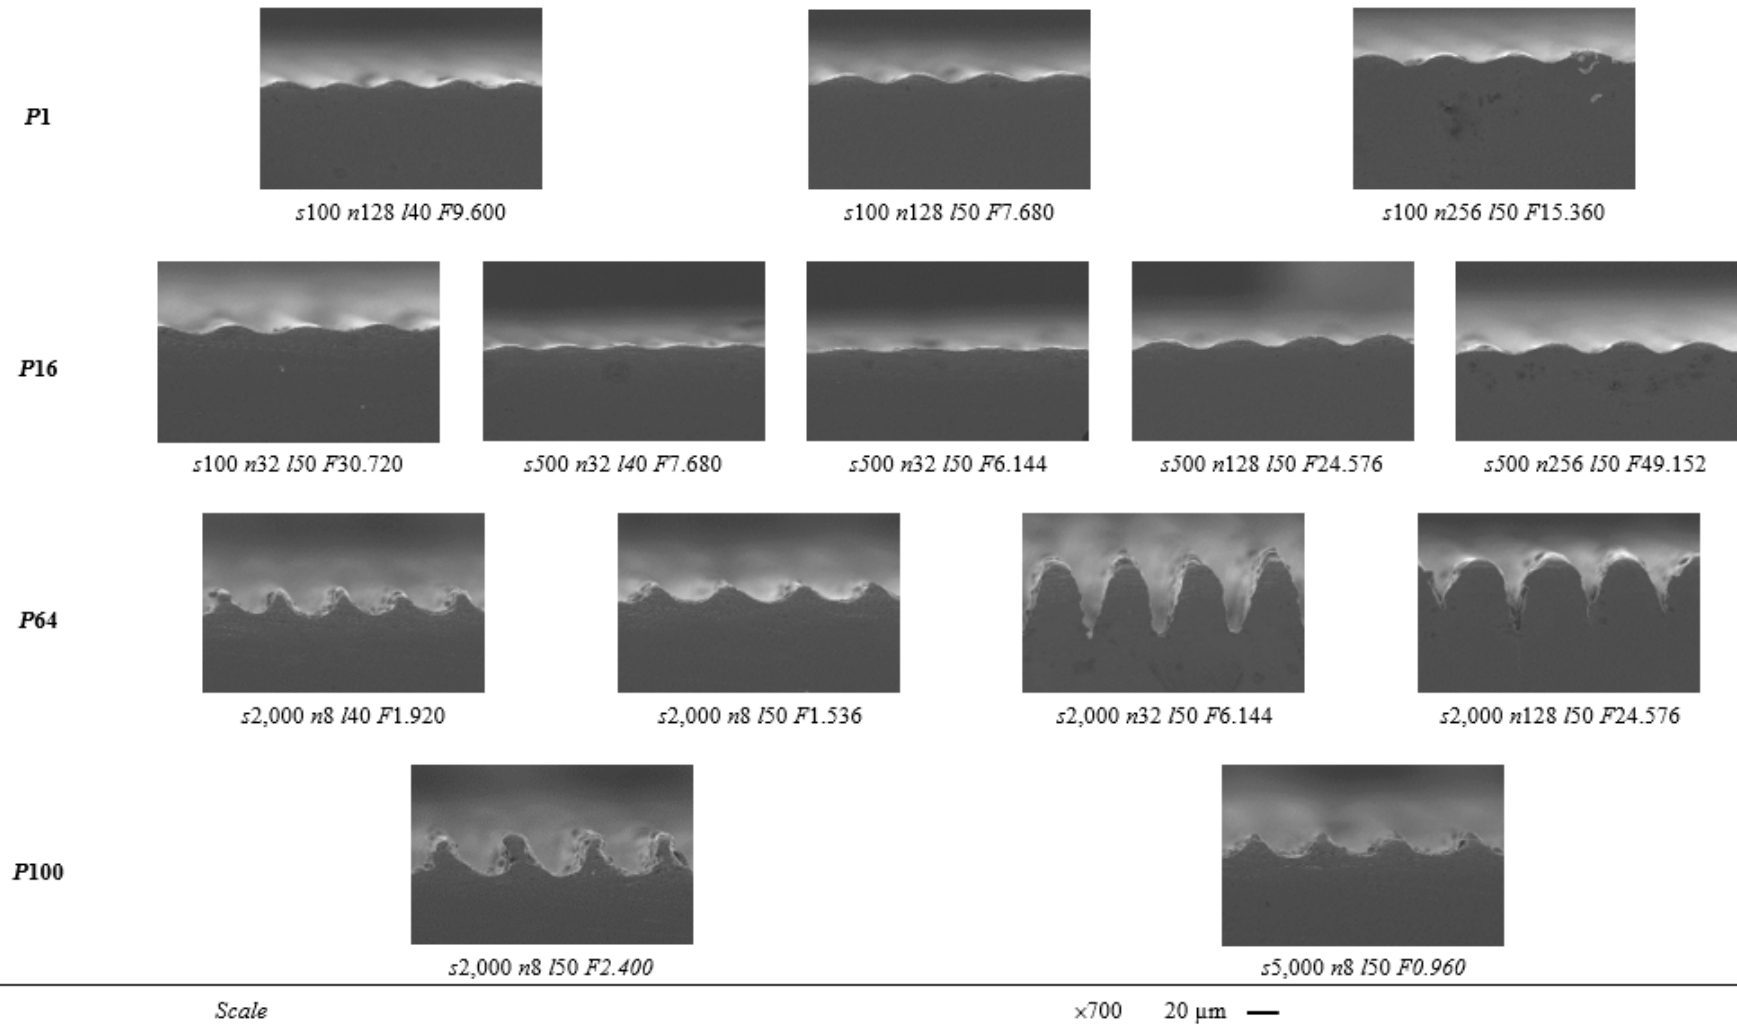 P1
s100 n128 l40 F9.600
s100 n128 l50 F7.680
s100 n256 l50 F15.360
P16
s100 n32 l50 F30.720
s500 n32 l40 F7.680
s500 n32 l50 F6.144
s500 n128 l50 F24.576
s500 n256 l50 F49.152
P64
s2,000 n8 l40 F1.920
s2,000 n8 l50 F1.536
s2,000 n32 l50 F6.144
s2,000 n128 l50 F24.576
P100
s2,000 n8 l50 F2.400
s5,000 n8 l50 F0.960
Scale ×700 20 µm